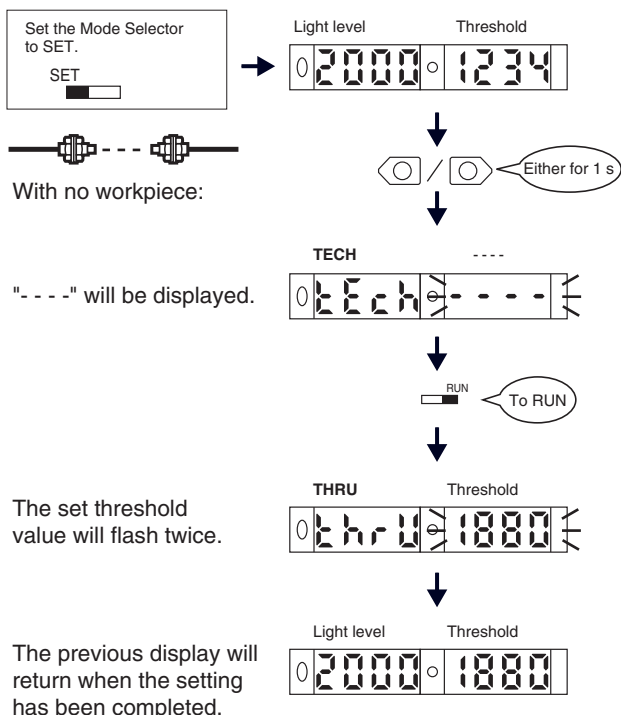 Set the Mode Selector
to SET.
SET
Light level Threshold
2000 1234
/
Either for 1 s
With no workpiece:
TECH ----
"- - - -" will be displayed.
tEch ----
RUN
To RUN
THRU Threshold
The set threshold
value will flash twice.
thrU 1880
Light level Threshold
The previous display will
return when the setting
has been completed.
2000 1880